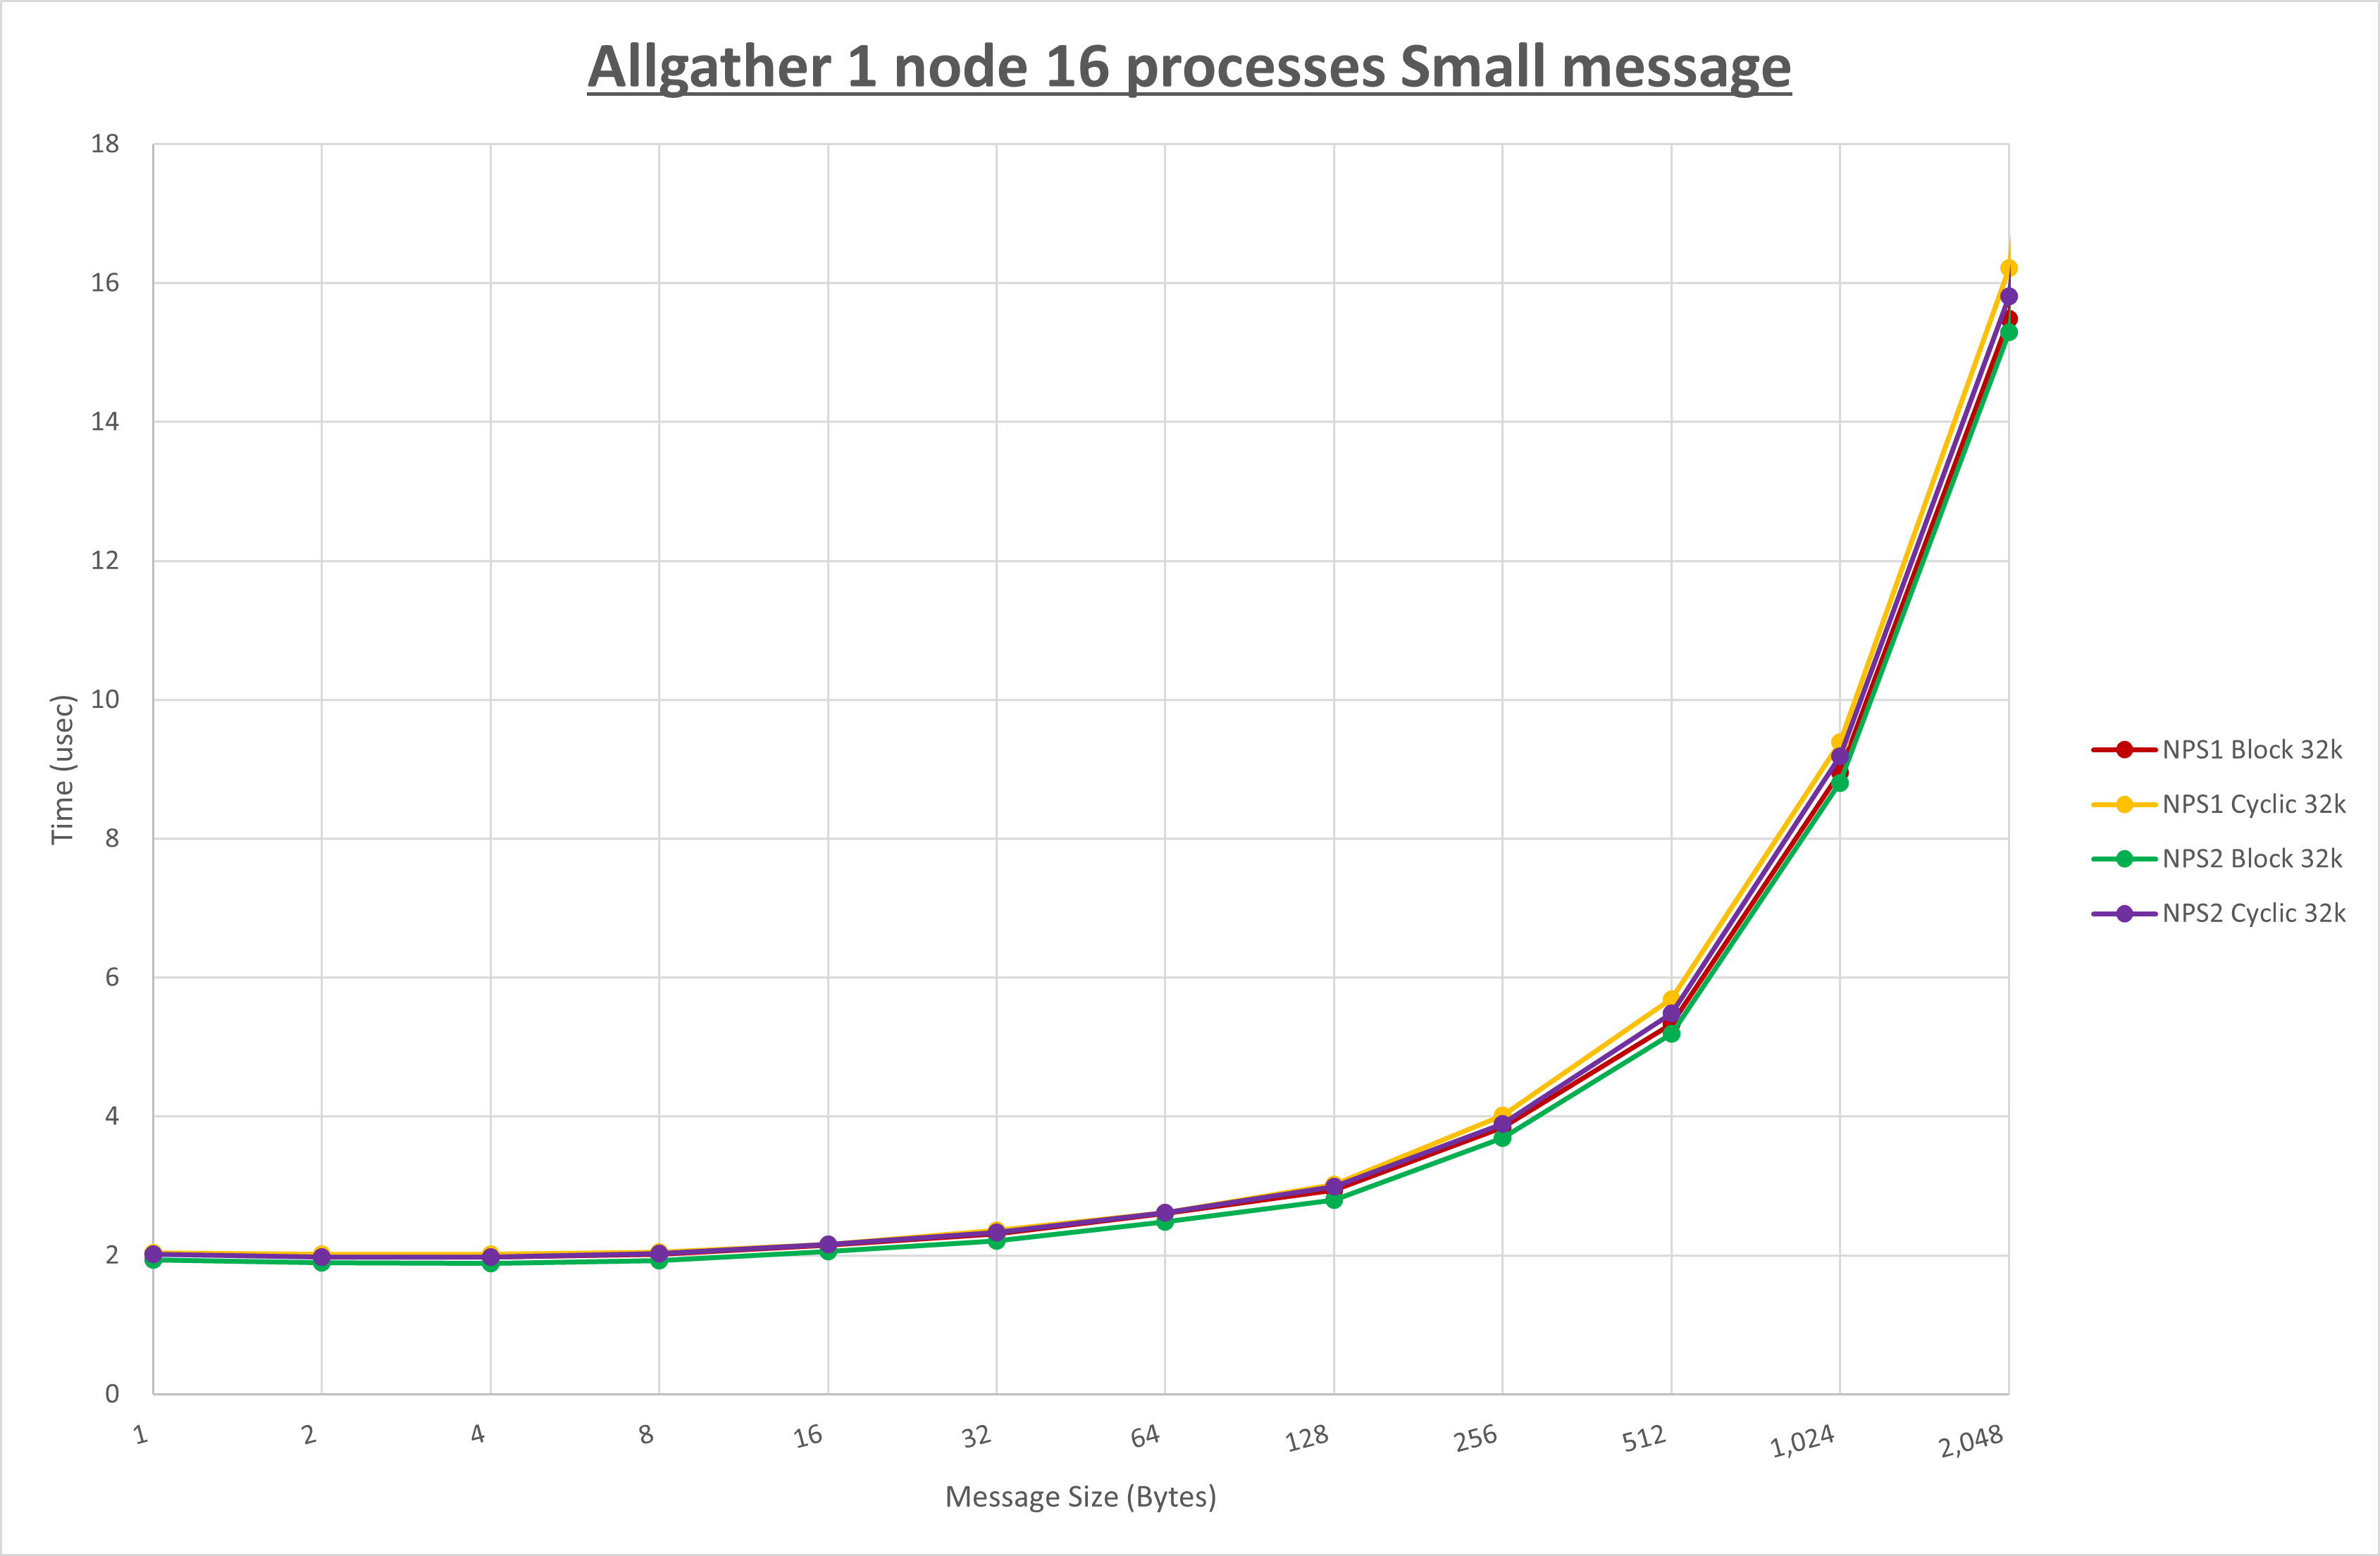 Allgather 1 node 16 processes Small message
18
16
14
12
10
8
6
4
2
0
Time (usec)
1 2 4 8 16 32 64 128 256 512 1,024 2,048
Message Size (Bytes)
NPS1 Block 32k
NPS1 Cyclic 32k
NPS2 Block 32k
NPS2 Cyclic 32k